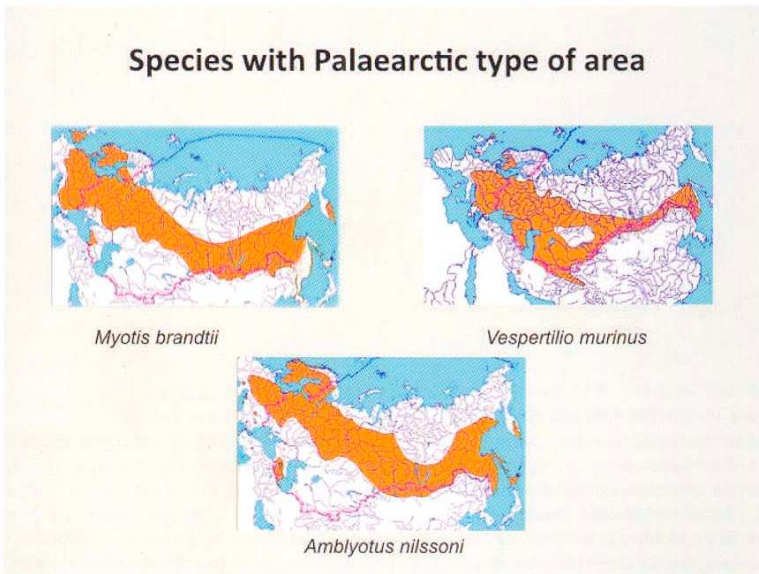 Species with Palaearctic type of area
Myotis brandtii
Vespertilio murinus
Amblyotus nilssoni